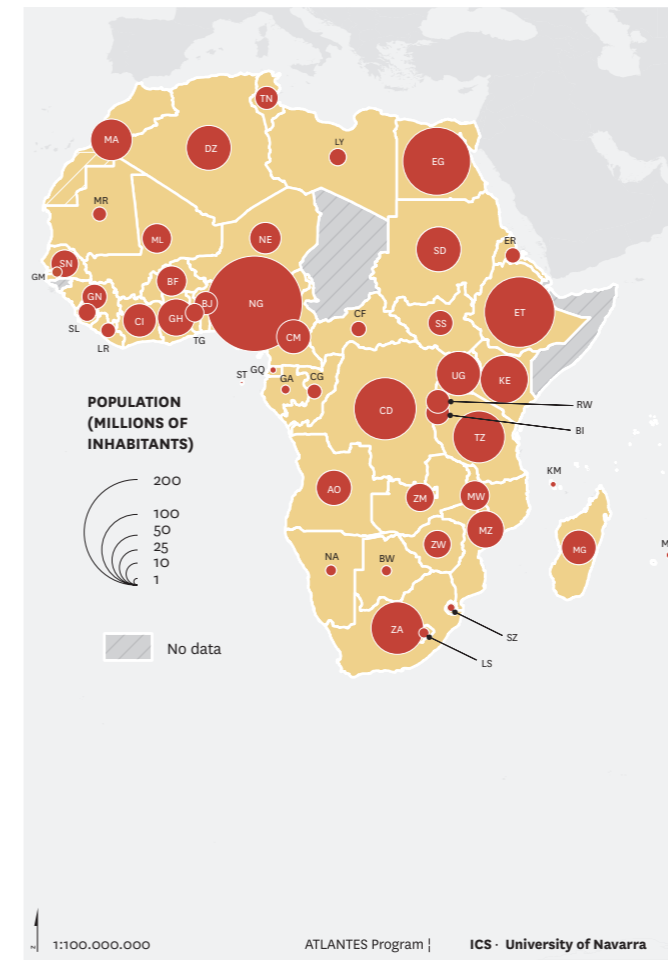 TN
MA
DZ
LY
EG
MR
ML
NE
SD
ER
SN
GM
BF
GN
BJ
NG
ET
SL
CI
GH
CM
CF
SS
LR
TG
ST
GQ
GA
CG
UG
KE
CD
RW
BI
TZ
POPULATION
(MILLIONS OF
INHABITANTS)
200
100
50
25
10
1
AO
ZM
MW
KM
MZ
ZW
MG
M
NA
BW
ZA
SZ
LS
No data
N
1:100.000.000
ATLANTES Program ¦ ICS · University of Navarra